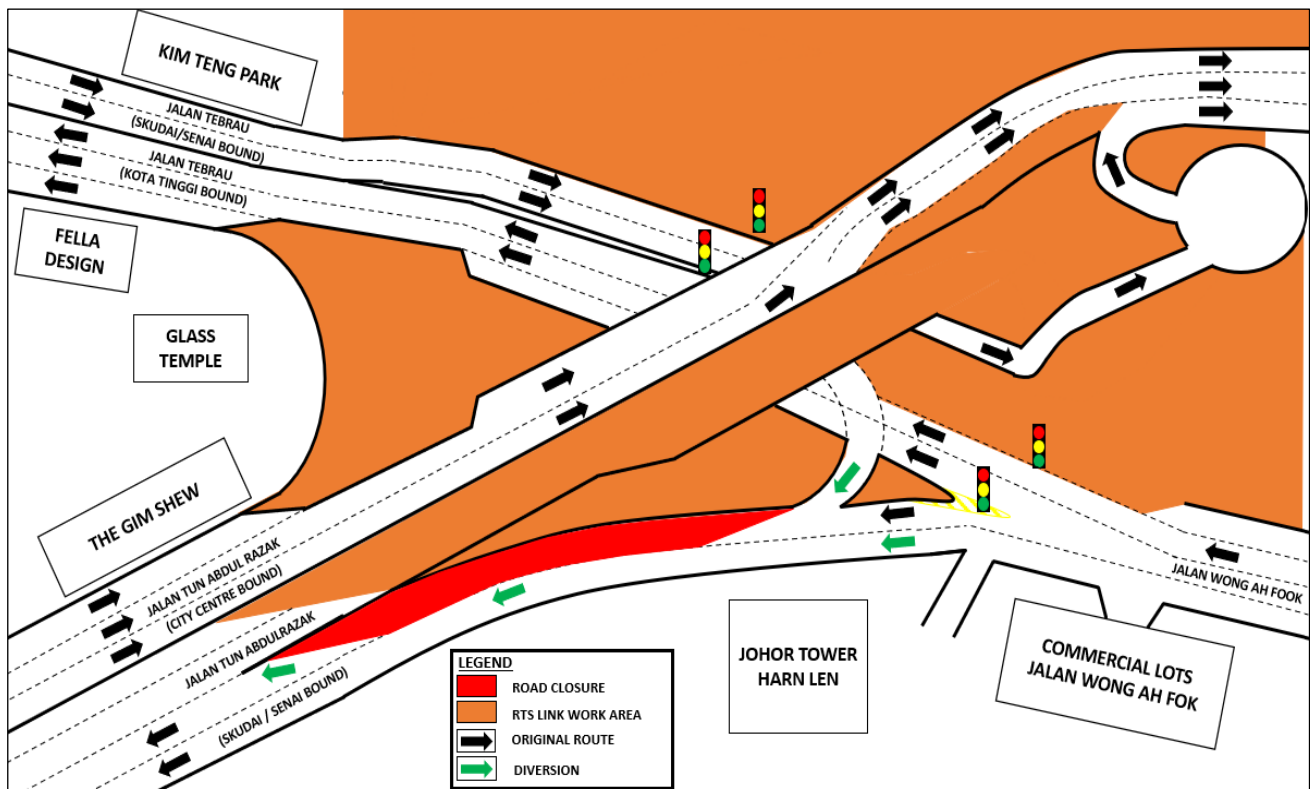 KIM TENG PARK
JALAN TEBRAU
(SKUDAI/SENAI BOUND)
JALAN TEBRAU
(KOTA TINGGI BOUND)
FELLA
DESIGN
GLASS
TEMPLE
THE GIM SHEW
JALAN TUN ABDUL RAZAK
(CITY CENTRE BOUND)
JALAN TUN ABDULRAZAK
(SKUDAI / SENAI BOUND)
JALAN WONG AH FOOK
JOHOR TOWER
HARN LEN
COMMERCIAL LOTS
JALAN WONG AH FOK
LEGEND
ROAD CLOSURE
RTS LINK WORK AREA
ORIGINAL ROUTE
DIVERSION